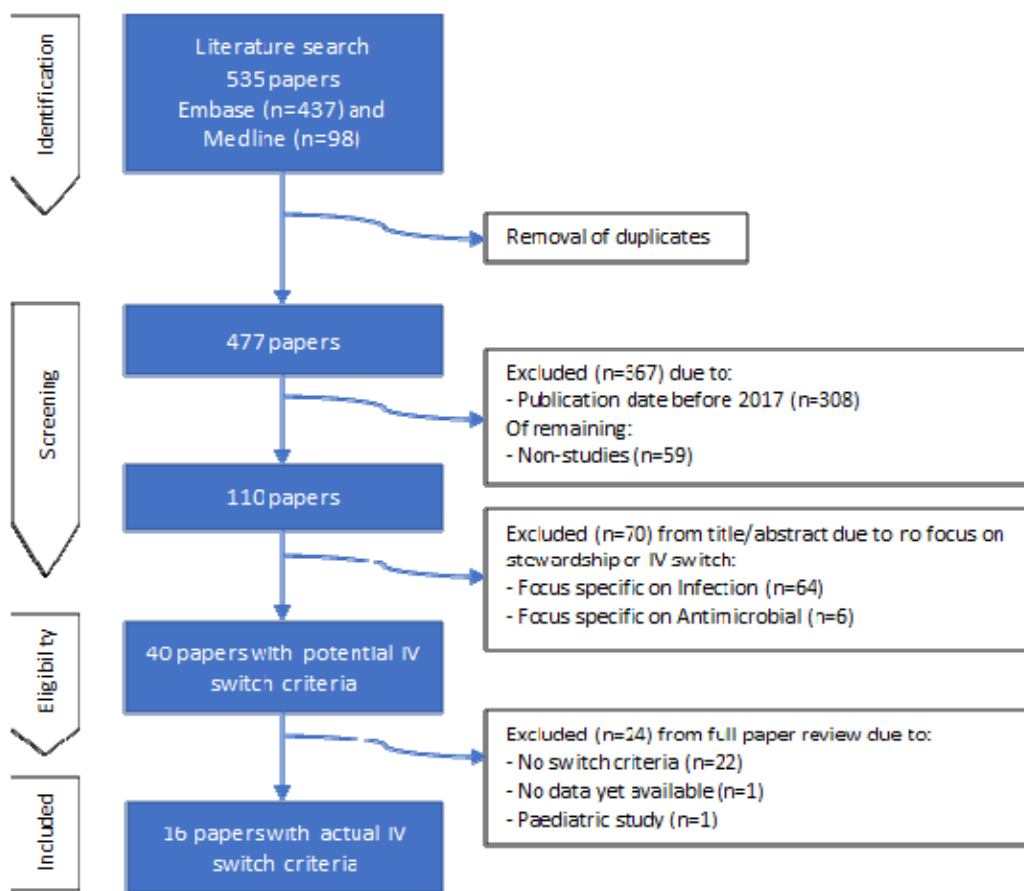 Identification
Literature search
535 papers
Embase (n=437) and
Medline (n=98)
Removal of duplicates
Screening
477 papers
Excluded (n=367) due to:
- Publication date before 2017 (n=308)
Of remaining:
- Non-studies (n=59)
110 papers
Excluded (n=70) from title/abstract due to no focus on
stewardship or IV switch:
- Focus specific on Infection (n=64)
- Focus specific on Antimicrobial (n=6)
Eligibility
40 papers with potential IV
switch criteria
Excluded (n=24) from full paper review due to:
- No switch criteria (n=22)
- No data yet available (n=1)
- Paediatric study (n=1)
Included
16 papers with actual IV
switch criteria